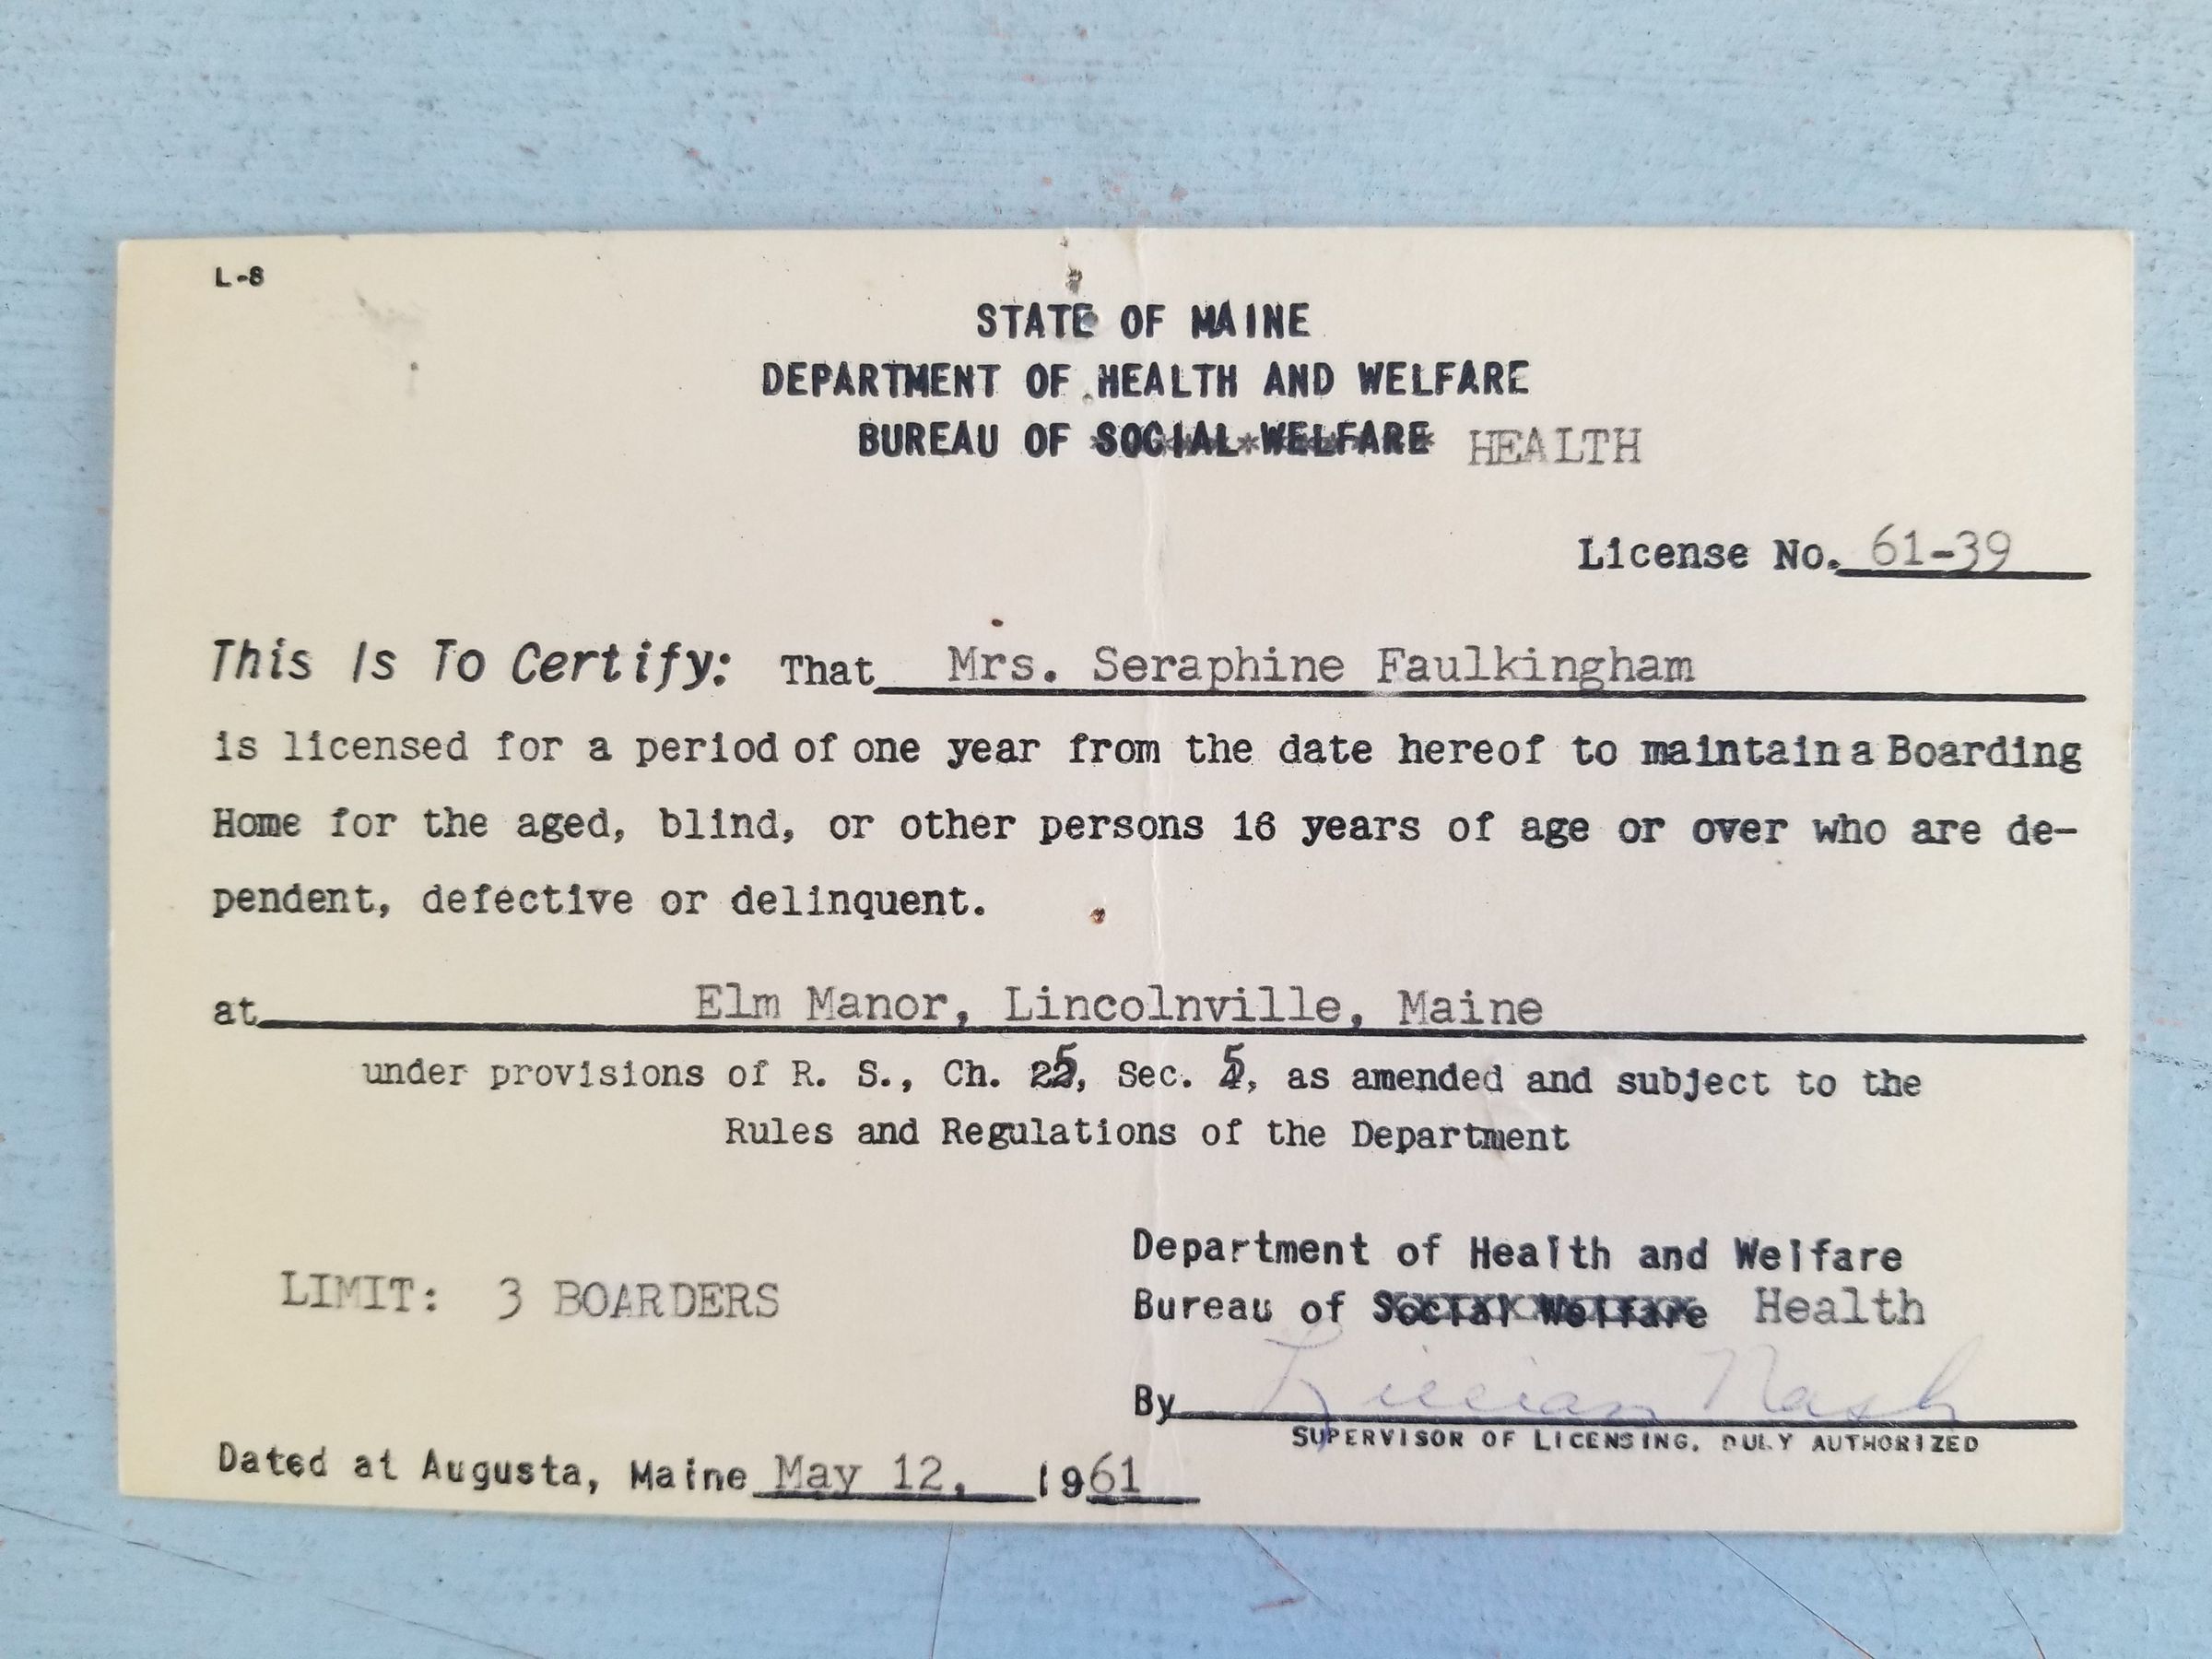 L-8
STATE OF MAINE
DEPARTMENT OF HEALTH AND WELFARE
BUREAU OF SOCIAL WELFARE HEALTH
License No. 61-39
This Is To Certify: That Mrs. Seraphine Faulkingham
is licensed for a period of one year from the date hereof to maintain a Boarding
Home for the aged, blind, or other persons 16 years of age or over who are de-
pendent, defective or delinquent.
at Elm Manor, Lincolnville, Maine
under provisions of R. S., Ch. 25, Sec. 5, as amended and subject to the
Rules and Regulations of the Department
Department of Health and Welfare
LIMIT: 3 BOARDERS
Bureau of Social Welfare Health
By Lillian Nash
SUPERVISOR OF LICENSING, DULY AUTHORIZED
Dated at Augusta, Maine May 12, 1961